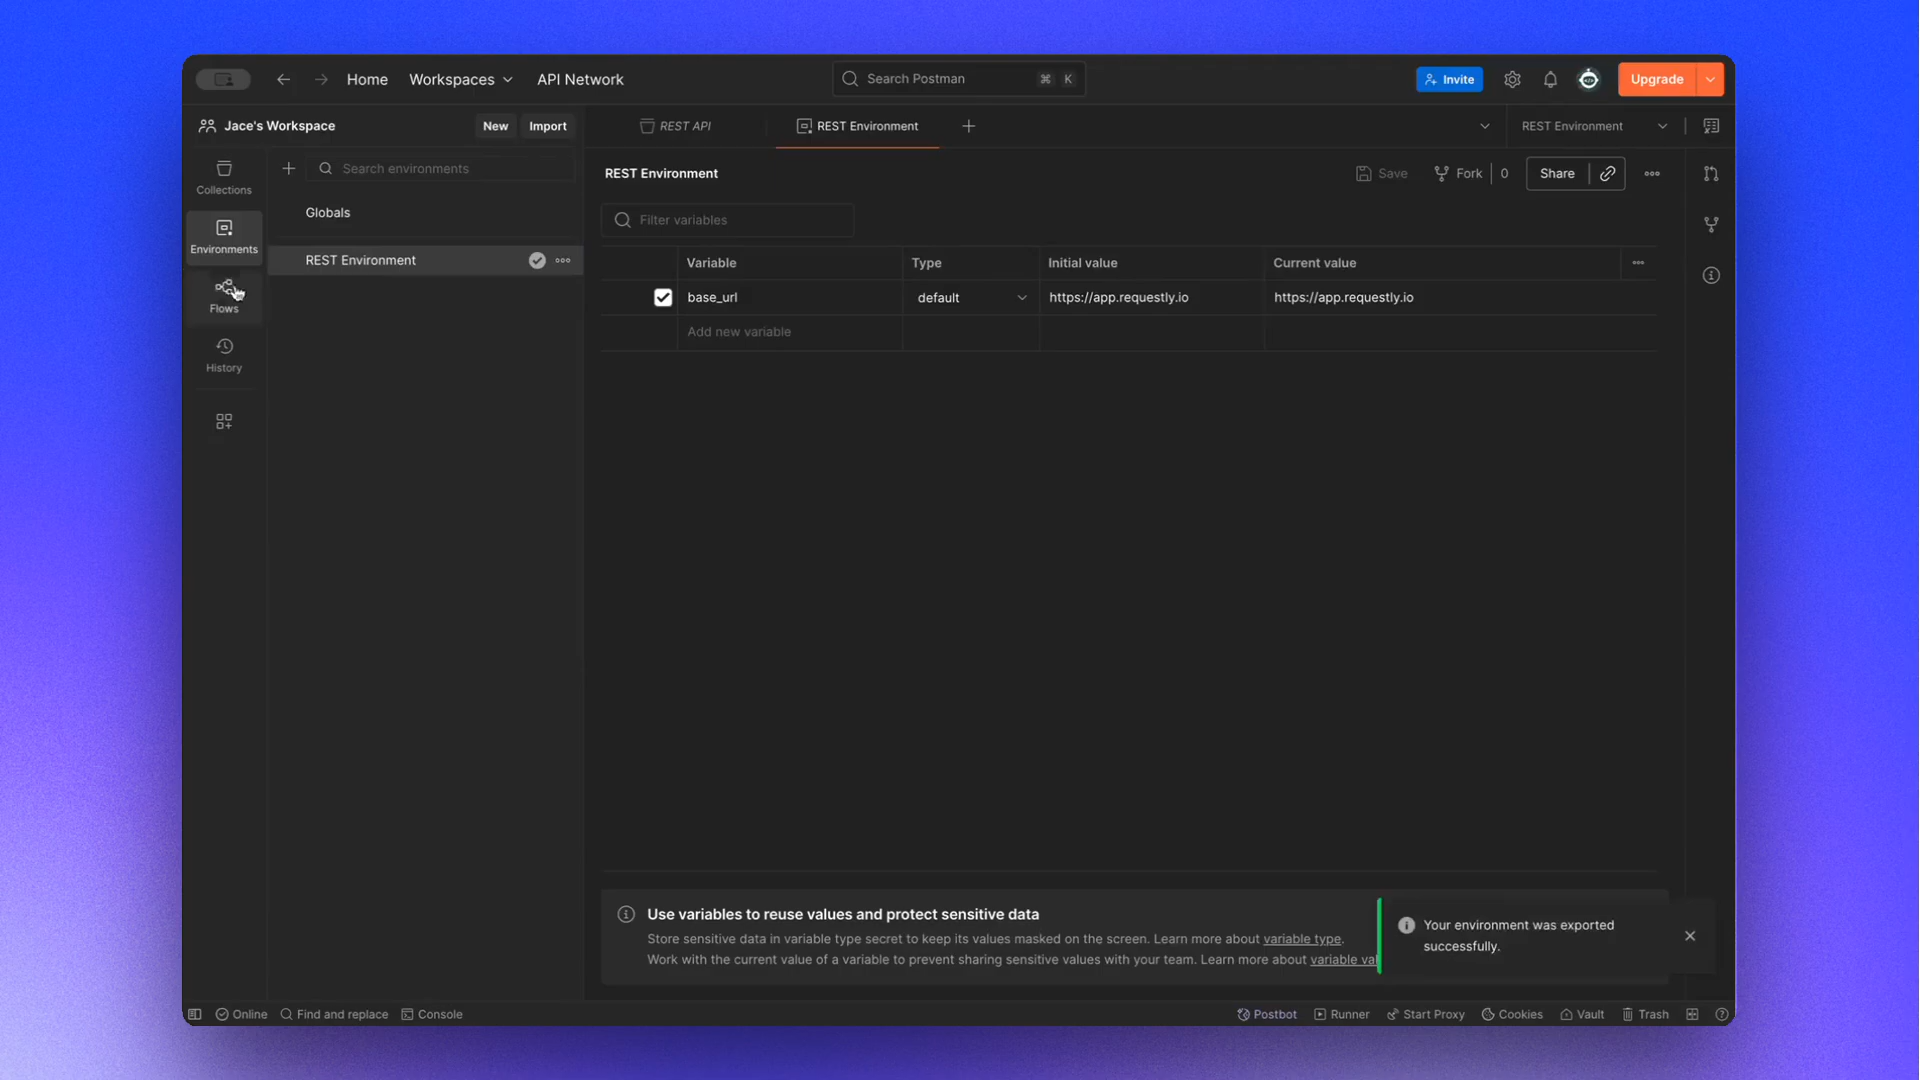 Home
Workspaces
API Network
Search Postman
⌘ K
Invite
Upgrade
Jace's Workspace
New
Import
REST API
REST Environment
REST Environment
Collections
Search environments
REST Environment
Save
Fork
0
Share
Environments
Globals
Filter variables
REST Environment
Variable
Type
Initial value
Current value
Flows
base_url
default
https://app.requestly.io
https://app.requestly.io
Add new variable
History
Use variables to reuse values and protect sensitive data
Store sensitive data in variable type secret to keep its values masked on the screen. Learn more about variable type.
Work with the current value of a variable to prevent sharing sensitive values with your team. Learn more about variable val
Your environment was exported
successfully.
Online
Find and replace
Console
Postbot
Runner
Start Proxy
Cookies
Vault
Trash